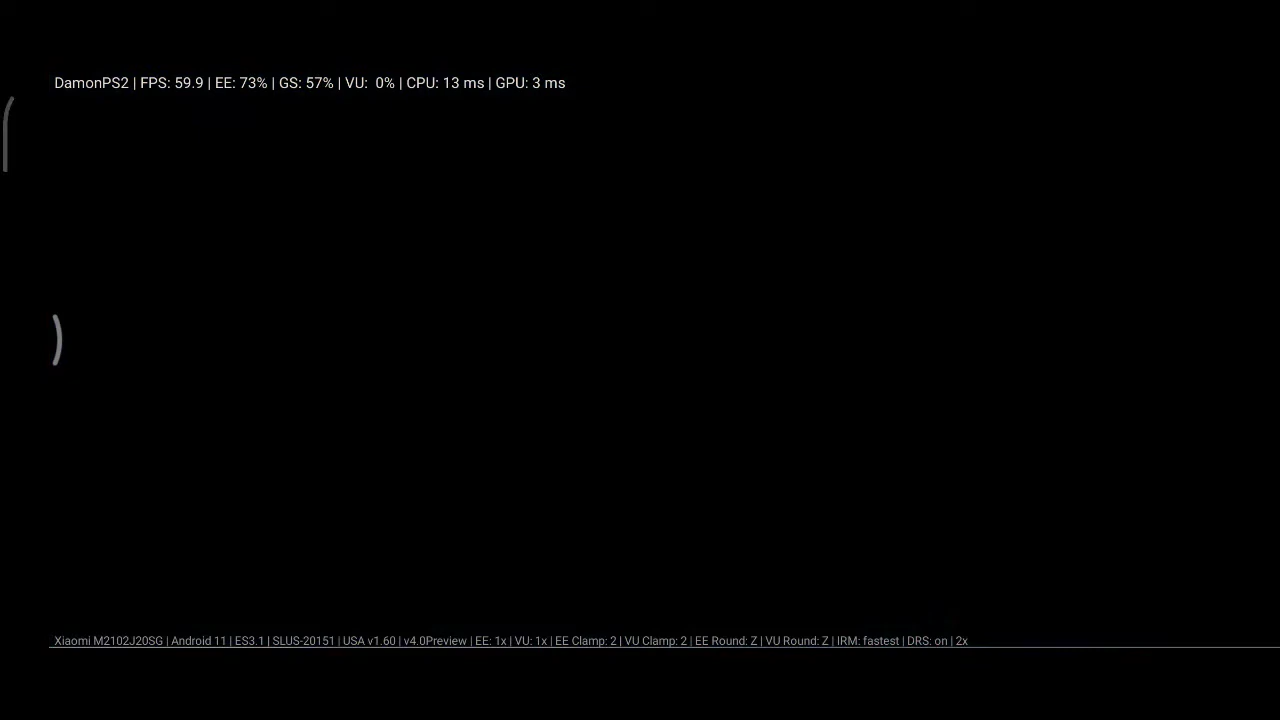 DamonPS2 | FPS: 59.9 | EE: 73% | GS: 57% | VU:  0% | CPU: 13 ms | GPU: 3 ms
Xiaomi M2102J20SG | Android 11 | ES3.1 | SLUS-20151 | USA v1.60 | v4.0Preview | EE: 1x | VU: 1x | EE Clamp: 2 | VU Clamp: 2 | EE Round: Z | VU Round: Z | IRM: fastest | DRS: on | 2x